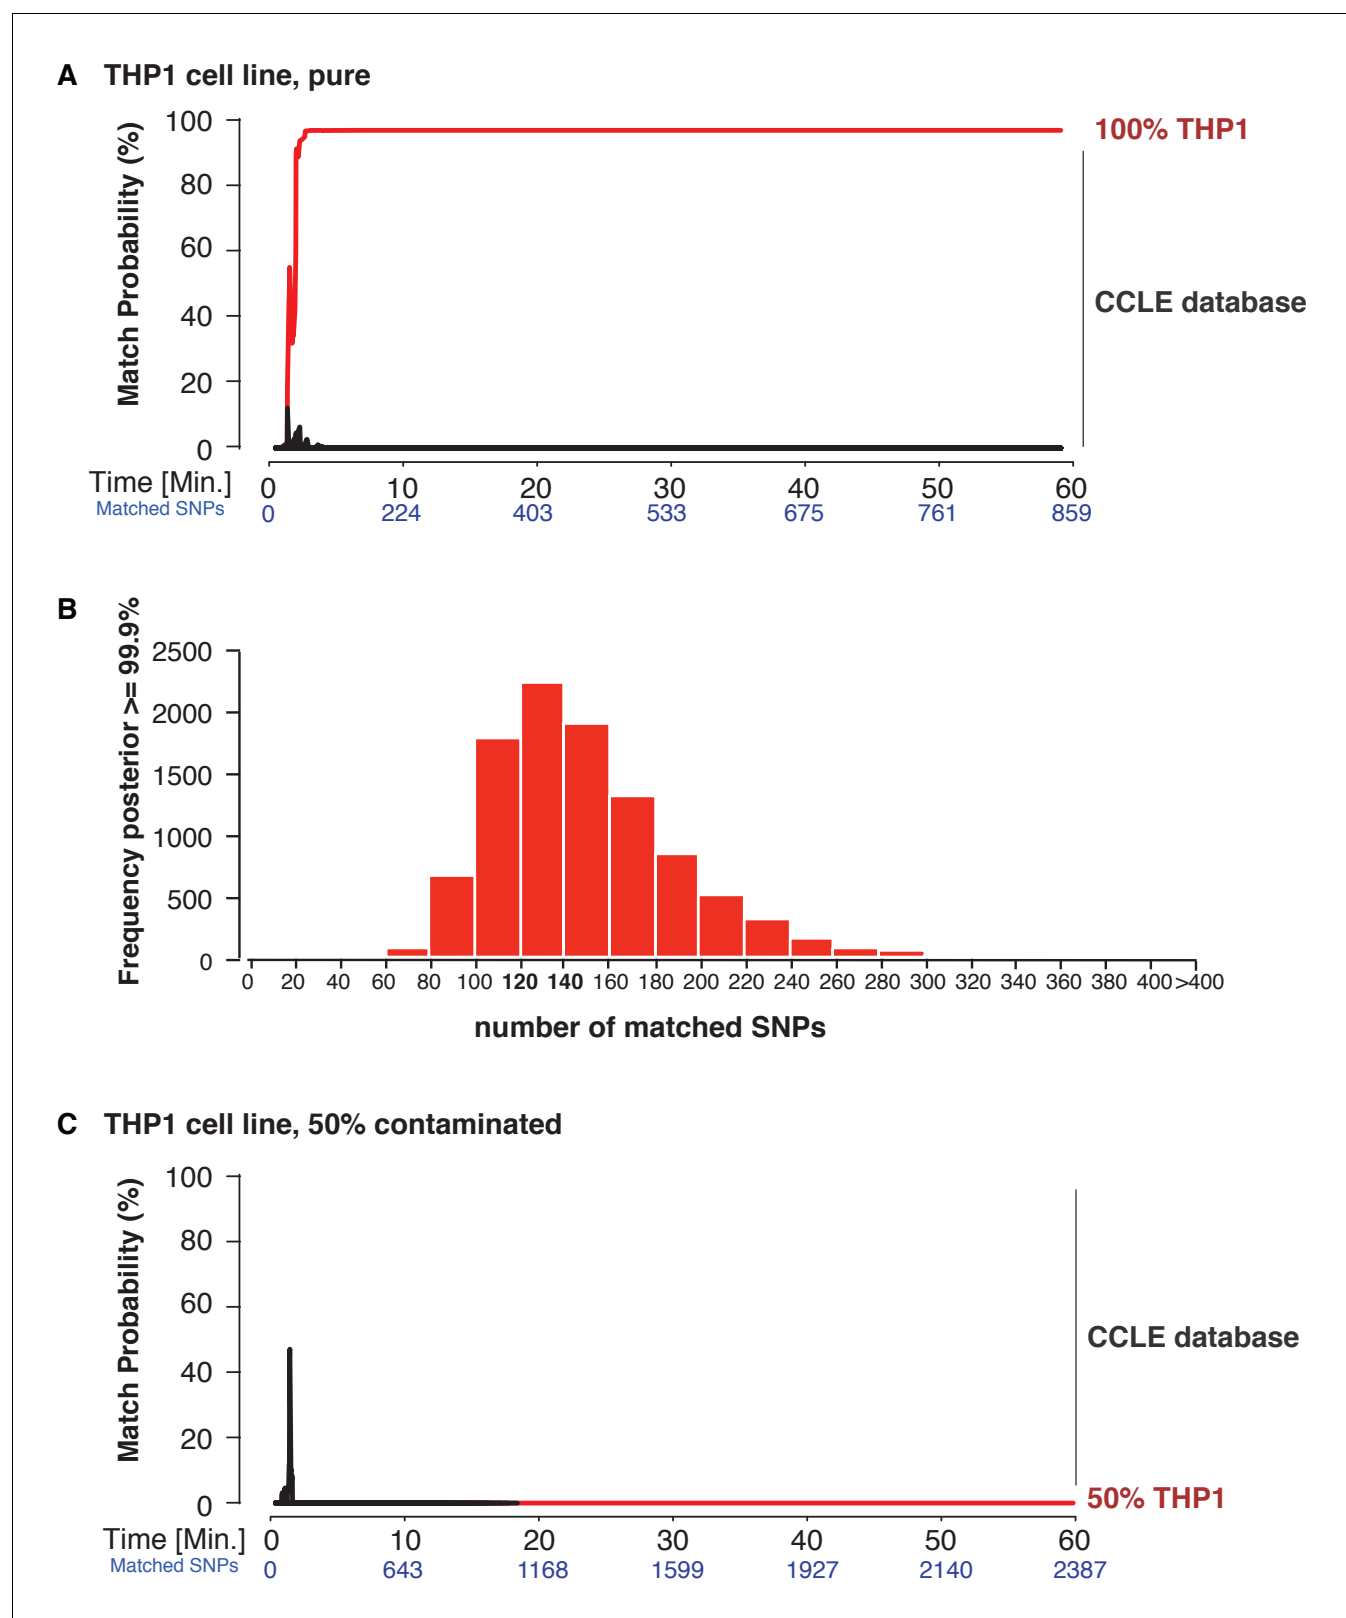 A THP1 cell line, pure
Match Probability (%)
100
80
60
40
20
0
100% THP1
CCLE database
Time [Min.] 0 10 20 30 40 50 60
Matched SNPs 0 224 403 533 675 761 859
B
Frequency posterior >= 99.9%
2500
2000
1500
1000
500
0
0 20 40 60 80 100 120 140 160 180 200 220 240 260 280 300 320 340 360 380 400 >400
number of matched SNPs
C THP1 cell line, 50% contaminated
Match Probability (%)
100
80
60
40
20
0
CCLE database
50% THP1
Time [Min.] 0 10 20 30 40 50 60
Matched SNPs 0 643 1168 1599 1927 2140 2387